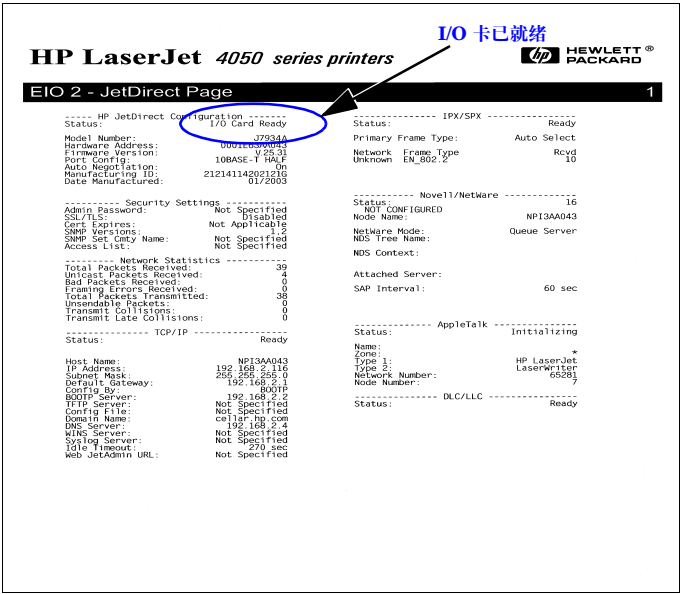 I/O 卡已就绪
HP LaserJet 4050 series printers
hp HEWLETT® PACKARD
EIO 2 - JetDirect Page 1
----- HP JetDirect Configuration -------
Status: I/O Card Ready
Model Number: J7934A
Hardware Address: 0001E63AA043
Firmware Version: V.25.31
Port Config: 10BASE-T HALF
Auto Negotiation: On
Manufacturing ID: 21214114202121G
Date Manufactured: 01/2003
---------- Security Settings -----------
Admin Password: Not Specified
SSL/TLS: Disabled
Cert Expires: Not Applicable
SNMP Versions: 1,2
SNMP Set Cmty Name: Not Specified
Access List: Not Specified
--------- Network Statistics -----------
Total Packets Received: 39
Unicast Packets Received: 4
Bad Packets Received: 0
Framing Errors Received: 0
Total Packets Transmitted: 38
Unsendable Packets: 0
Transmit Collisions: 0
Transmit Late Collisions: 0
---------------- TCP/IP -----------------
Status: Ready
Host Name: NPI3AA043
IP Address: 192.168.2.116
Subnet Mask: 255.255.255.0
Default Gateway: 192.168.2.1
Config By: BOOTP
BOOTP Server: 192.168.2.2
TFTP Server: Not Specified
Config File: Not Specified
Domain Name: cellar.hp.com
DNS Server: 192.168.2.4
WINS Server: Not Specified
Syslog Server: Not Specified
Idle Timeout: 270 sec
Web JetAdmin URL: Not Specified
---------------- IPX/SPX ----------------
Status: Ready
Primary Frame Type: Auto Select
Network Frame Type Rcvd
Unknown EN_802.2 10
------------ Novell/NetWare -------------
Status: 16
NOT CONFIGURED
Node Name: NPI3AA043
NetWare Mode: Queue Server
NDS Tree Name:
NDS Context:
Attached Server:
SAP Interval: 60 sec
--------------- AppleTalk ---------------
Status: Initializing
Name:
Zone: *
Type 1: HP LaserJet
Type 2: LaserWriter
Network Number: 65281
Node Number: 7
---------------- DLC/LLC ----------------
Status: Ready